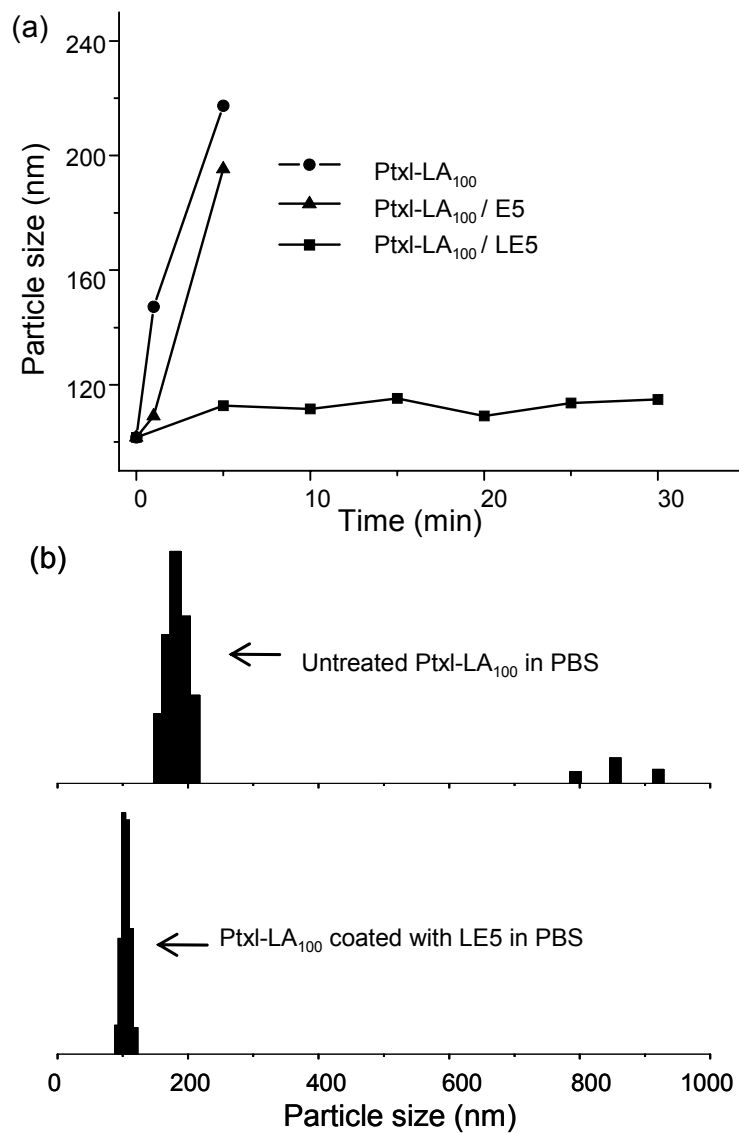 (a)
240
200
160
120
Particle size (nm)
Ptxl-LA₁₀₀
Ptxl-LA₁₀₀ / E5
Ptxl-LA₁₀₀ / LE5
0 10 20 30
Time (min)
(b)
Untreated Ptxl-LA₁₀₀ in PBS
Ptxl-LA₁₀₀ coated with LE5 in PBS
0 200 400 600 800 1000
Particle size (nm)